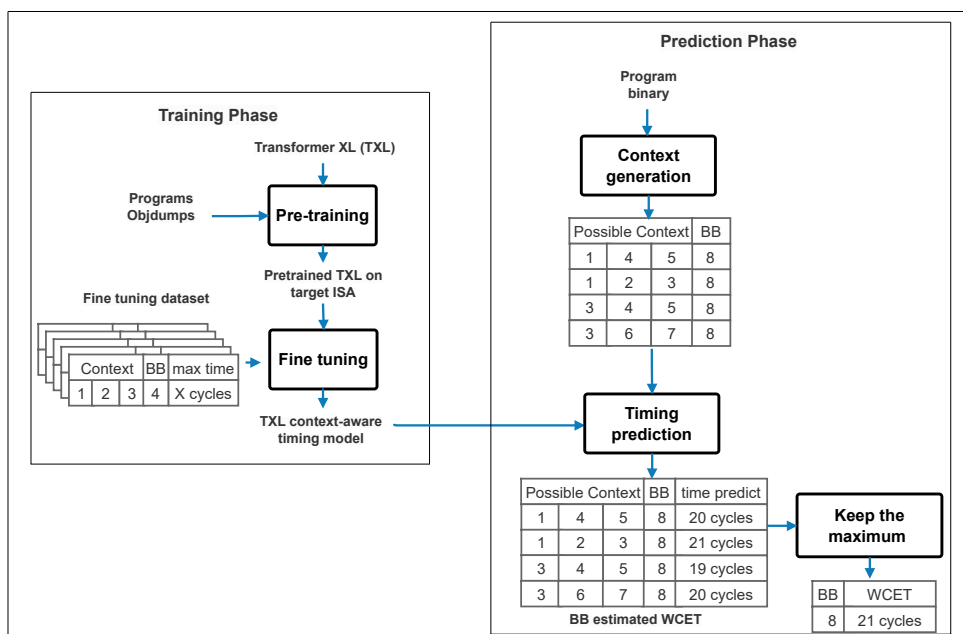 Training Phase
Transformer XL (TXL)
Programs
Objdumps
Pre-training
Pretrained TXL on
target ISA
Fine tuning dataset
Context BB max time
1 2 3 4 X cycles
Fine tuning
TXL context-aware
timing model
Prediction Phase
Program
binary
Context
generation
Possible Context BB
1 4 5 8
1 2 3 8
3 4 5 8
3 6 7 8
Timing
prediction
Possible Context BB time predict
1 4 5 8 20 cycles
1 2 3 8 21 cycles
3 4 5 8 19 cycles
3 6 7 8 20 cycles
BB estimated WCET
Keep the
maximum
BB WCET
8 21 cycles